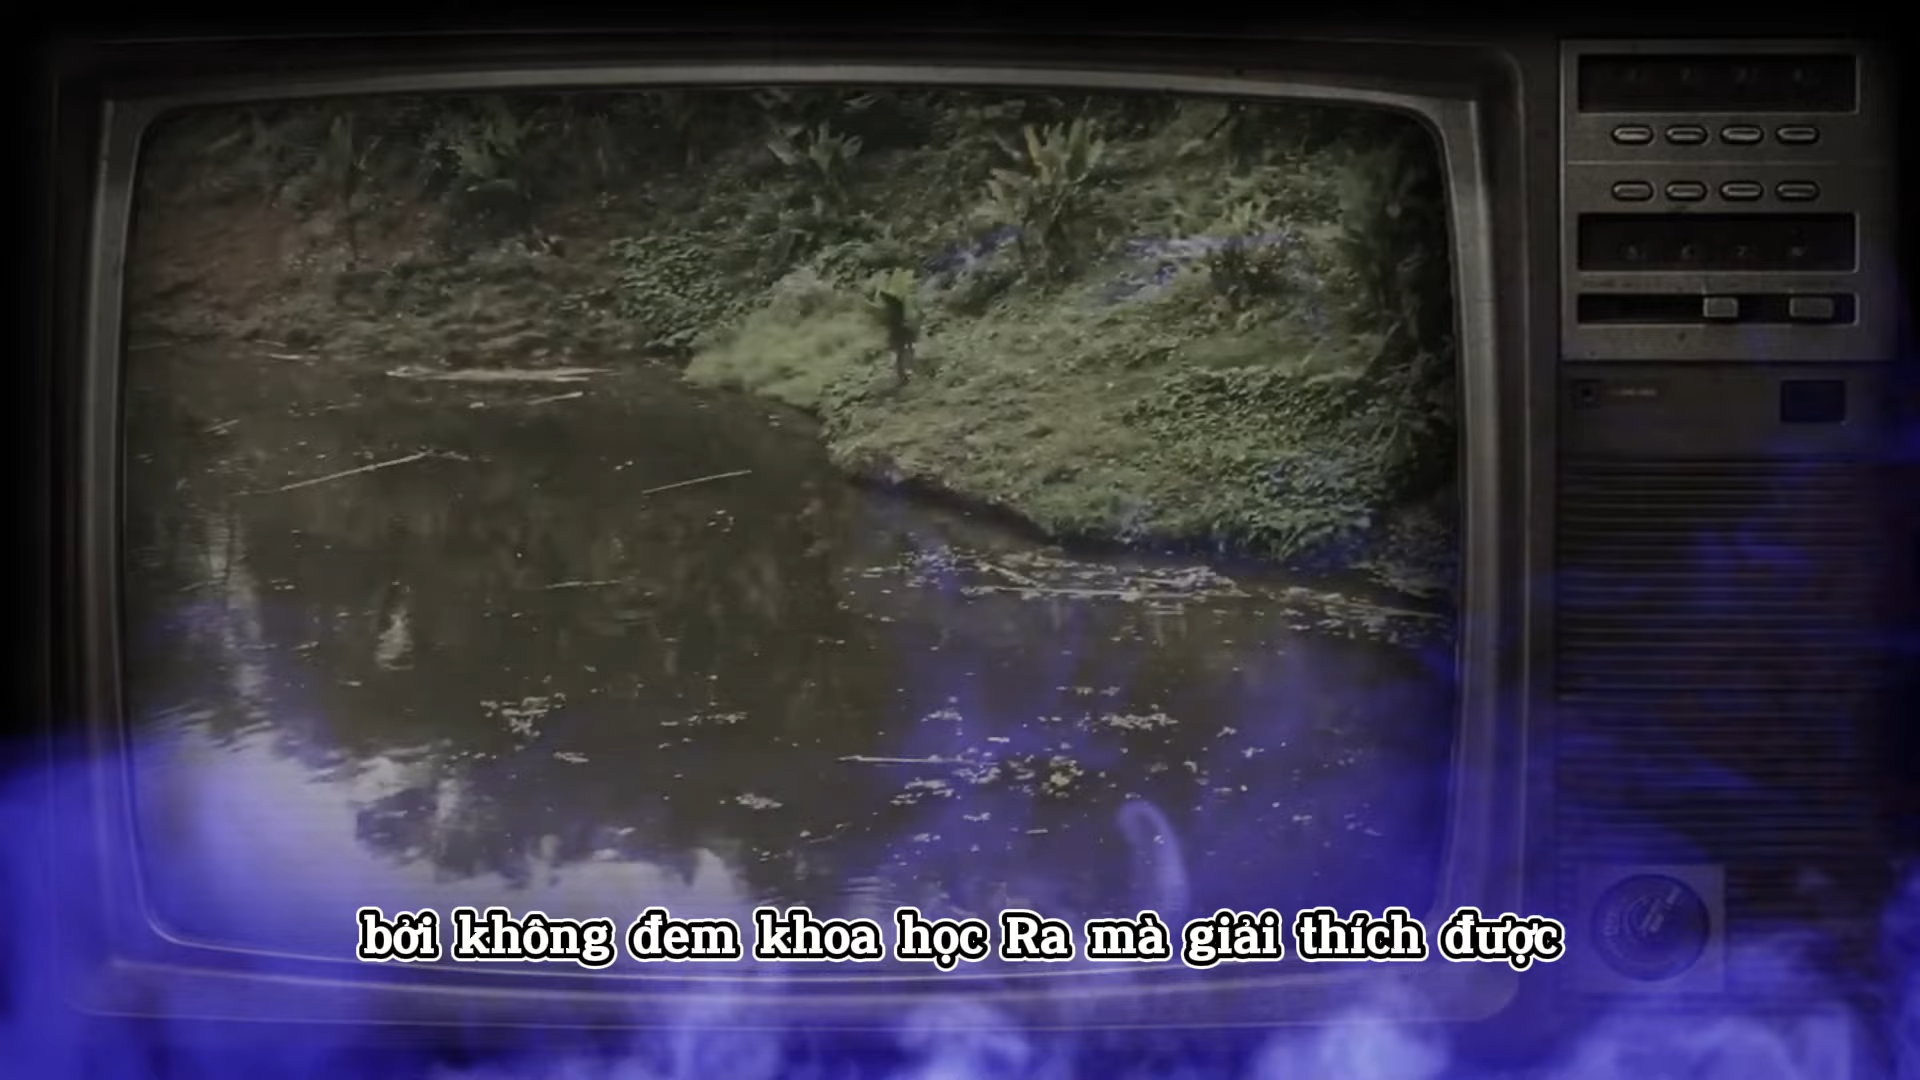 bởi không đem khoa học Ra mà giải thích được